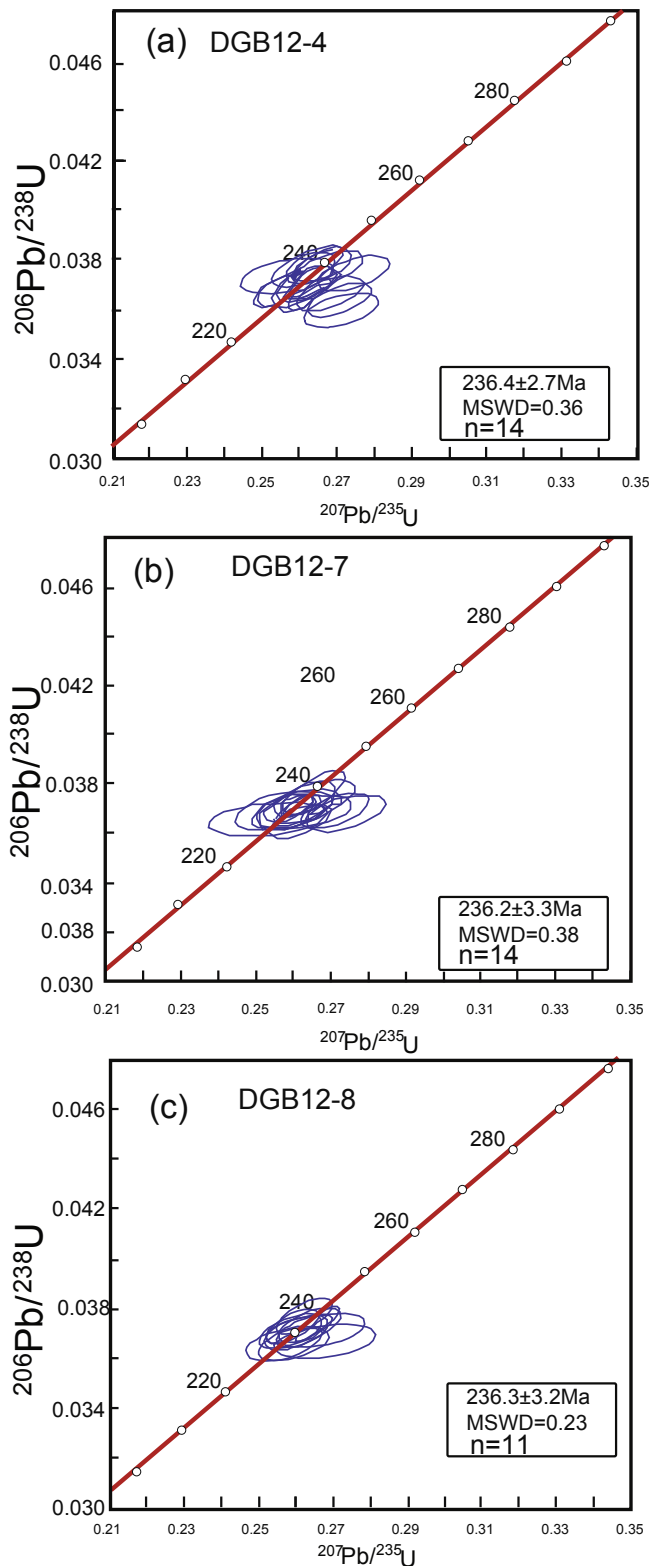 (a) DGB12-4
0.046
280
0.042
260
0.038
240
220
0.034
0.030
206Pb/238U
236.4±2.7Ma
MSWD=0.36
n=14
0.21 0.23 0.25 0.27 0.29 0.31 0.33 0.35
207Pb/235U
(b) DGB12-7
0.046
280
260
0.042
260
0.038
240
220
0.034
0.038
0.030
206Pb/238U
236.2±3.3Ma
MSWD=0.38
n=14
0.21 0.23 0.25 0.27 0.29 0.31 0.33 0.35
207Pb/235U
(c) DGB12-8
0.046
280
0.042
260
0.038
240
220
0.034
0.030
206Pb/238U
236.3±3.2Ma
MSWD=0.23
n=11
0.21 0.23 0.25 0.27 0.29 0.31 0.33 0.35
207Pb/235U